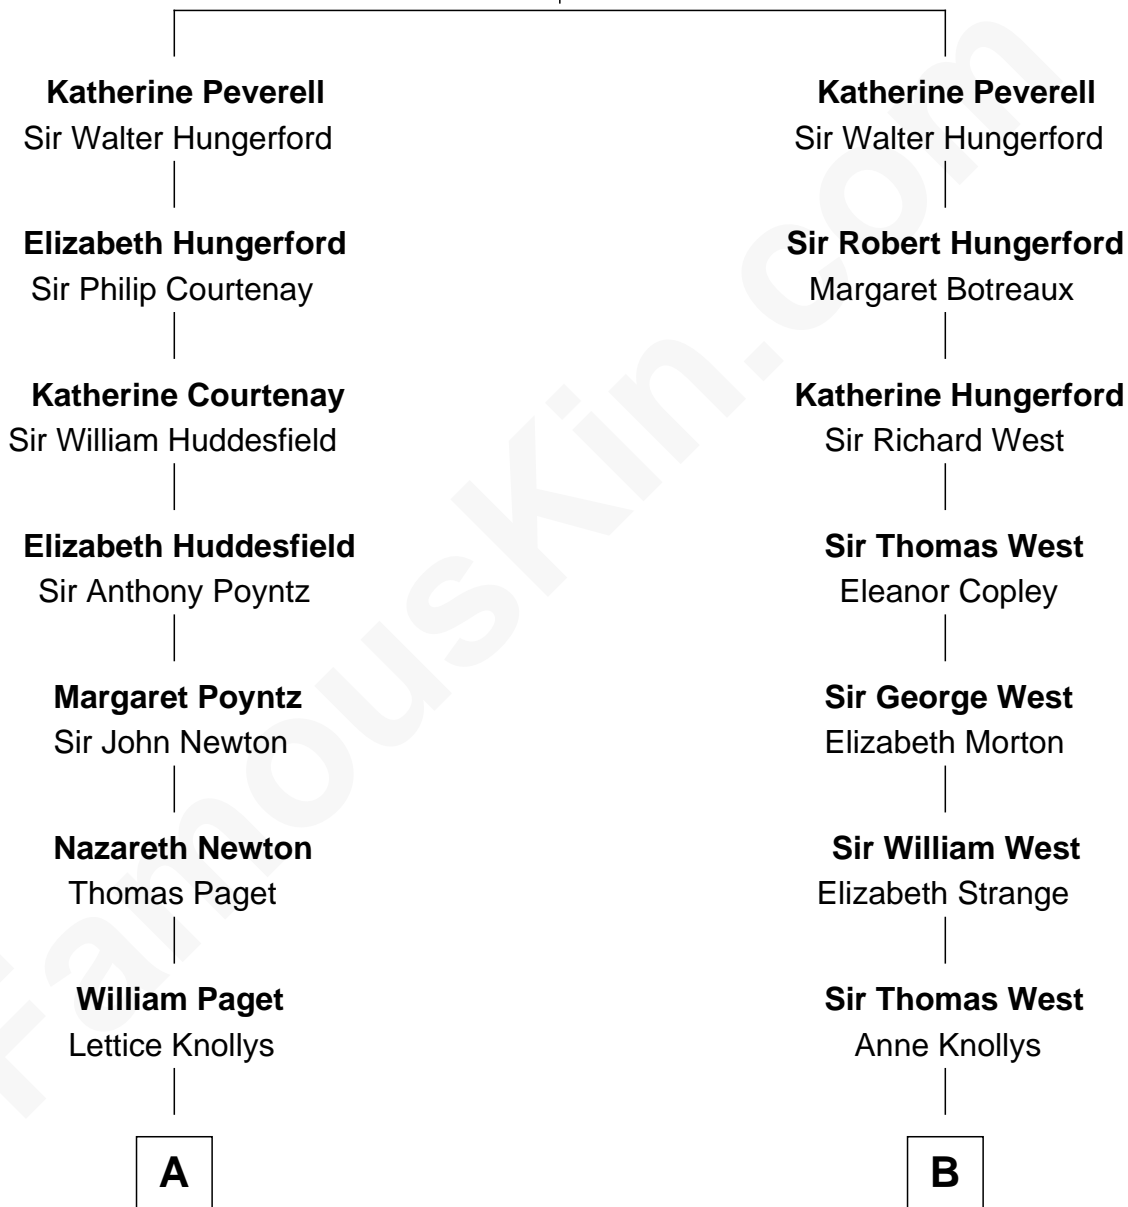 Katherine Peverell
Sir Walter Hungerford
Elizabeth Hungerford
Sir Philip Courtenay
Katherine Courtenay
Sir William Huddesfield
Elizabeth Huddesfield
Sir Anthony Poyntz
Margaret Poyntz
Sir John Newton
Nazareth Newton
Thomas Paget
William Paget
Lettice Knollys
A
Katherine Peverell
Sir Walter Hungerford
Sir Robert Hungerford
Margaret Botreaux
Katherine Hungerford
Sir Richard West
Sir Thomas West
Eleanor Copley
Sir George West
Elizabeth Morton
Sir William West
Elizabeth Strange
Sir Thomas West
Anne Knollys
B
FamousKin.com